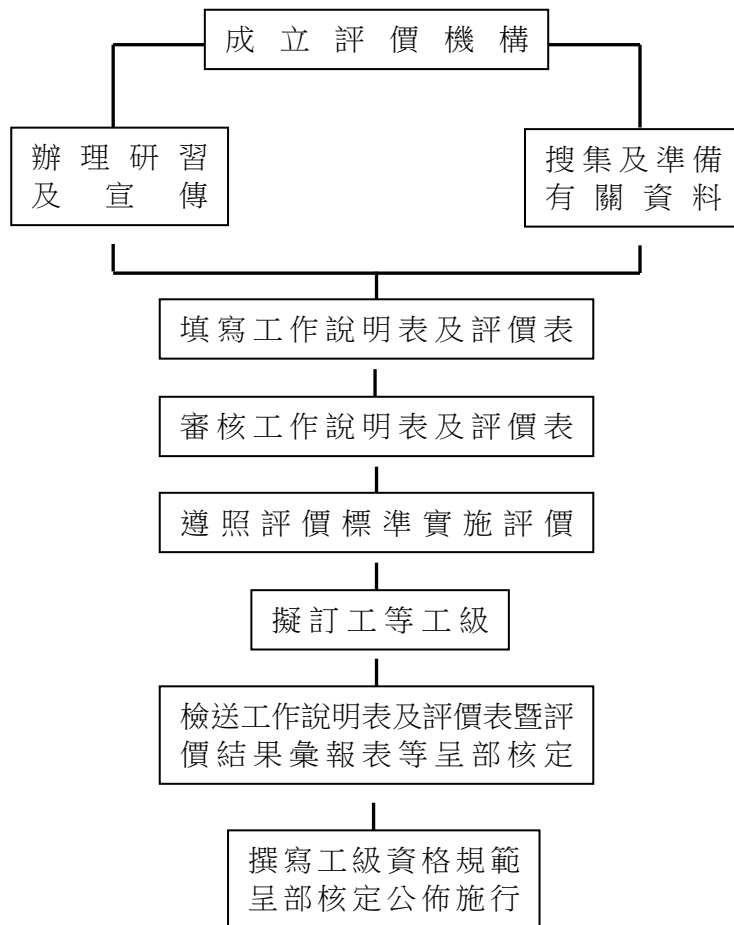 成立評價機構
辦理研習
及宣傳
搜集及準備
有關資料
填寫工作說明表及評價表
審核工作說明表及評價表
遵照評價標準實施評價
擬訂工等工級
檢送工作說明表及評價表暨評
價結果彙報表等呈部核定
撰寫工級資格規範
呈部核定公佈施行